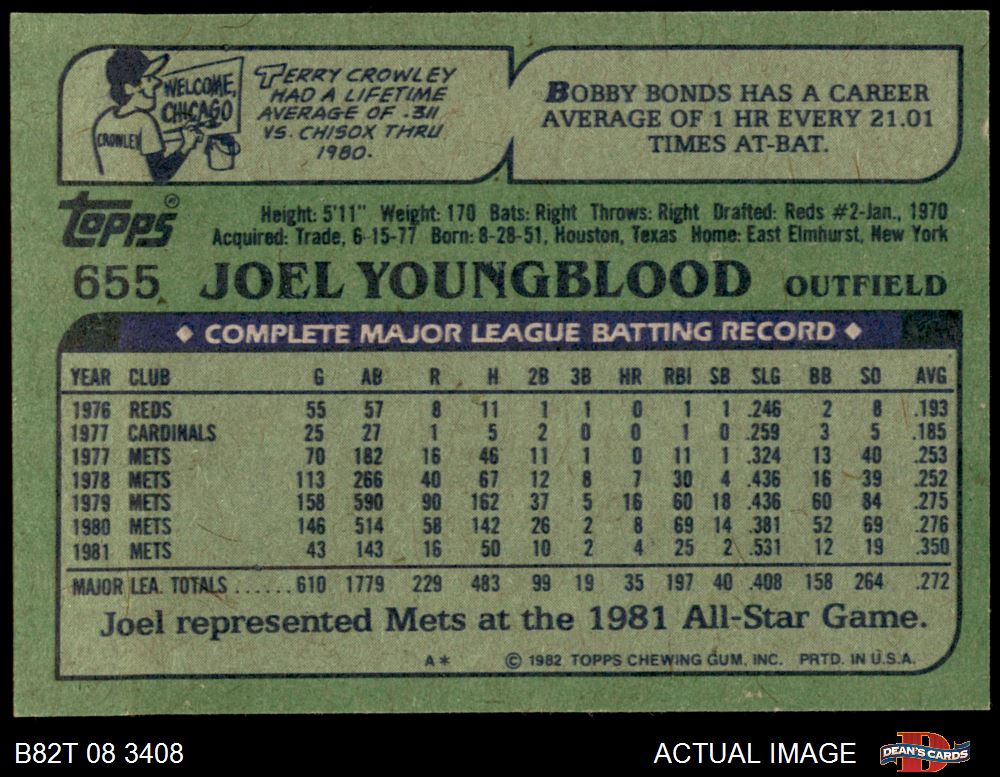 WELCOME,
CHICAGO
CROWLEY
TERRY CROWLEY
HAD A LIFETIME
AVERAGE OF .311
VS. CHISOX THRU
1980.
BOBBY BONDS HAS A CAREER
AVERAGE OF 1 HR EVERY 21.01
TIMES AT-BAT.
TOPPS®
Height: 5'11" Weight: 170 Bats: Right Throws: Right Drafted: Reds #2-Jan., 1970
Acquired: Trade, 6-15-77 Born: 8-28-51, Houston, Texas Home: East Elmhurst, New York
655 JOEL YOUNGBLOOD OUTFIELD
◆ COMPLETE MAJOR LEAGUE BATTING RECORD ◆
YEAR CLUB G AB R H 2B 3B HR RBI SB SLG BB SO AVG
1976 REDS 55 57 8 11 1 1 0 1 1 .246 2 8 .193
1977 CARDINALS 25 27 1 5 2 0 0 1 0 .259 3 5 .185
1977 METS 70 182 16 46 11 1 0 11 1 .324 13 40 .253
1978 METS 113 266 40 67 12 8 7 30 4 .436 16 39 .252
1979 METS 158 590 90 162 37 5 16 60 18 .436 60 84 .275
1980 METS 146 514 58 142 26 2 8 69 14 .381 52 69 .276
1981 METS 43 143 16 50 10 2 4 25 2 .531 12 19 .350
MAJOR LEA. TOTALS ......610 1779 229 483 99 19 35 197 40 .408 158 264 .272
Joel represented Mets at the 1981 All-Star Game.
A* © 1982 TOPPS CHEWING GUM, INC. PRTD. IN U.S.A.
B82T 08 3408 ACTUAL IMAGE
DEAN'S CARDS